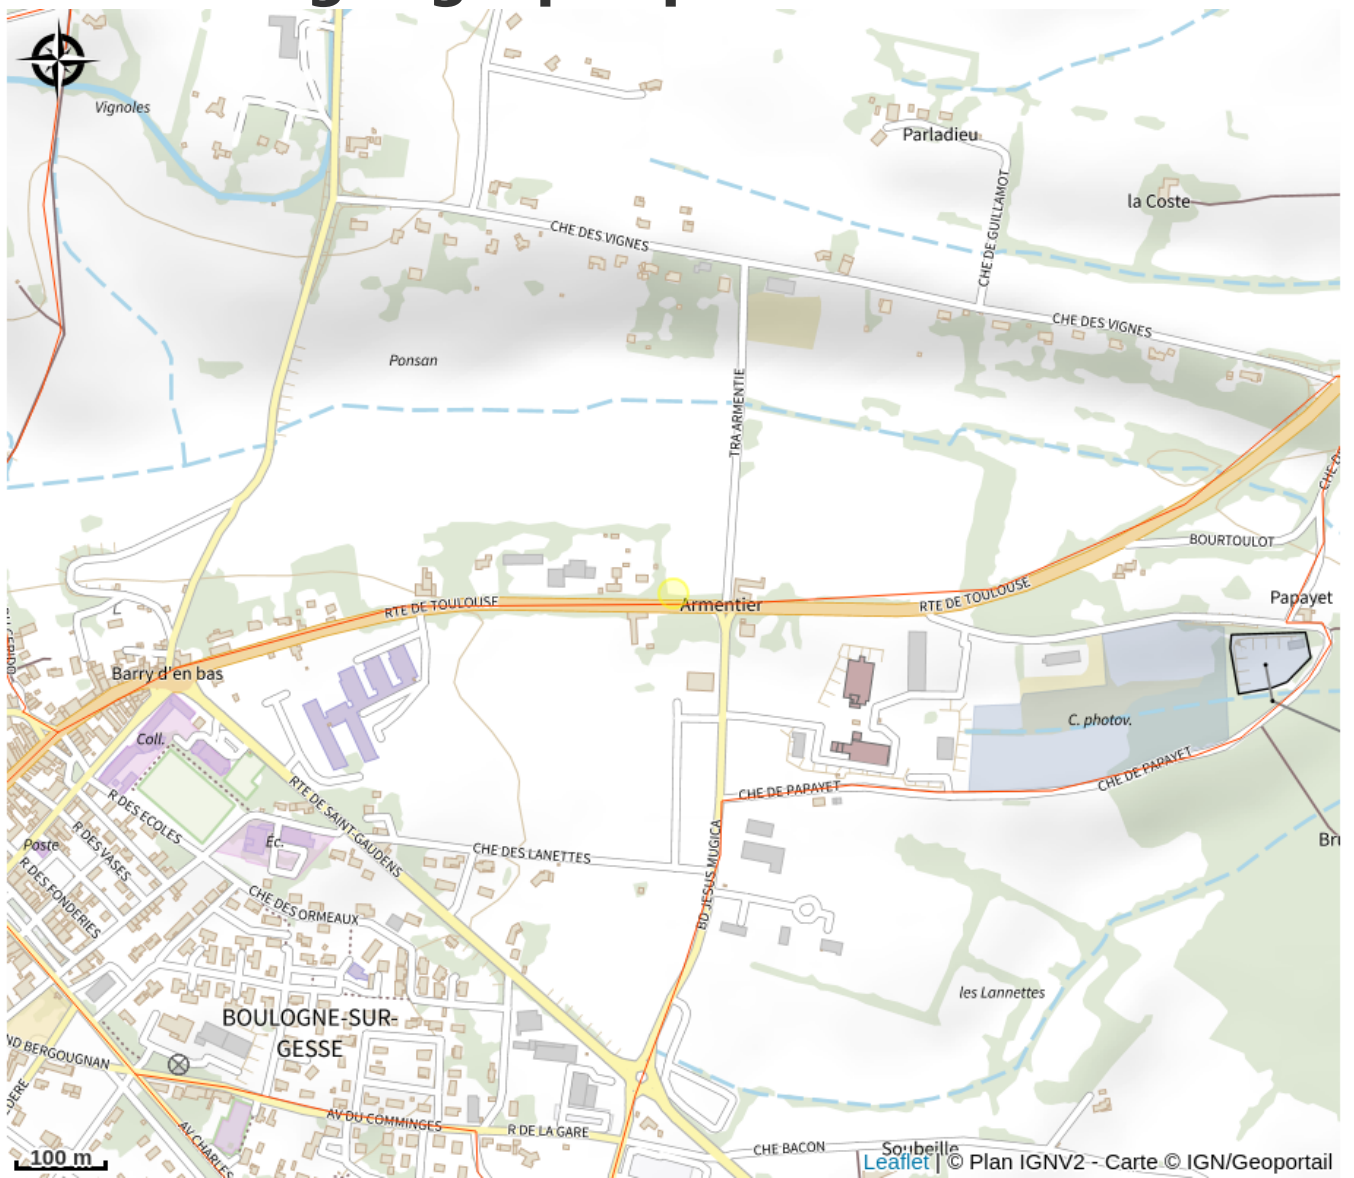 Vignoles
Parladieu
la Coste
CHE DE GUILLAMOT
CHE DES VIGNES
CHE DES VIGNES
Ponsan
TRA ARMENTIE
BOURTOULOT
RTE DE TOULOUSE
Armentier
RTE DE TOULOUSE
Papayet
Barry d'en bas
Coll.
C. photov.
CHE DE PAPAYET
CHE DE PAPAYET
R DES ECOLES
RTE DE SAINT-GAUDENS
Éc.
Poste
R DES VASES
CHE DES LANETTES
BD JESUS MUGICA
R DES FONDERIES
CHE DES ORMEAUX
les Lannettes
BOULOGNE-SUR-
GESSE
ND BERGOUGNAN
AV DU COMMINGES
R DE LA GARE
AV CHARLES
CHE BACON
Soubeille
100 m
Leaflet | © Plan IGNV2 - Carte © IGN/Geoportail